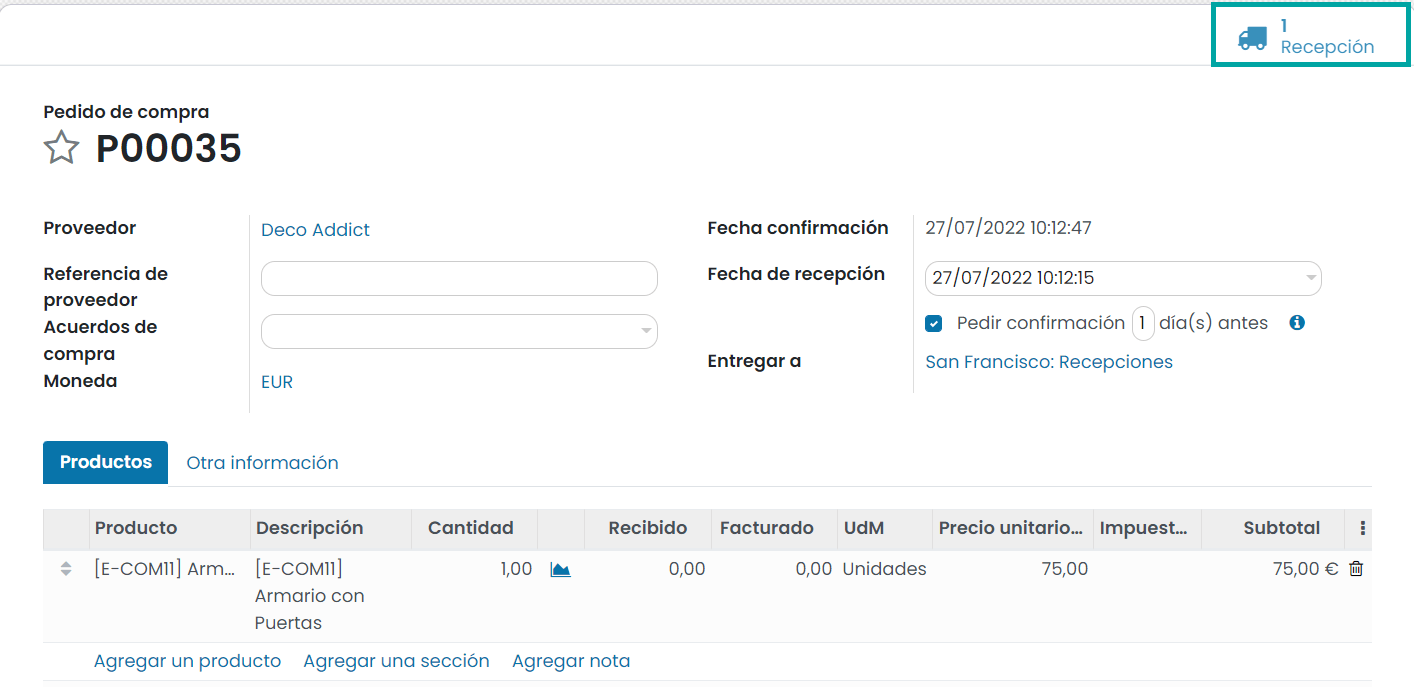 1
Recepción
Pedido de compra
P00035
Proveedor
Deco Addict
Referencia de
proveedor
Acuerdos de
compra
Moneda
EUR
Fecha confirmación
27/07/2022 10:12:47
Fecha de recepción
27/07/2022 10:12:15
Pedir confirmación 1 día(s) antes
Entregar a
San Francisco: Recepciones
Productos Otra información
Producto Descripción Cantidad Recibido Facturado UdM Precio unitario... Impuest... Subtotal
[E-COM11] Arm... [E-COM11] 1,00 0,00 0,00 Unidades 75,00 75,00 €
Armario con
Puertas
Agregar un producto Agregar una sección Agregar nota